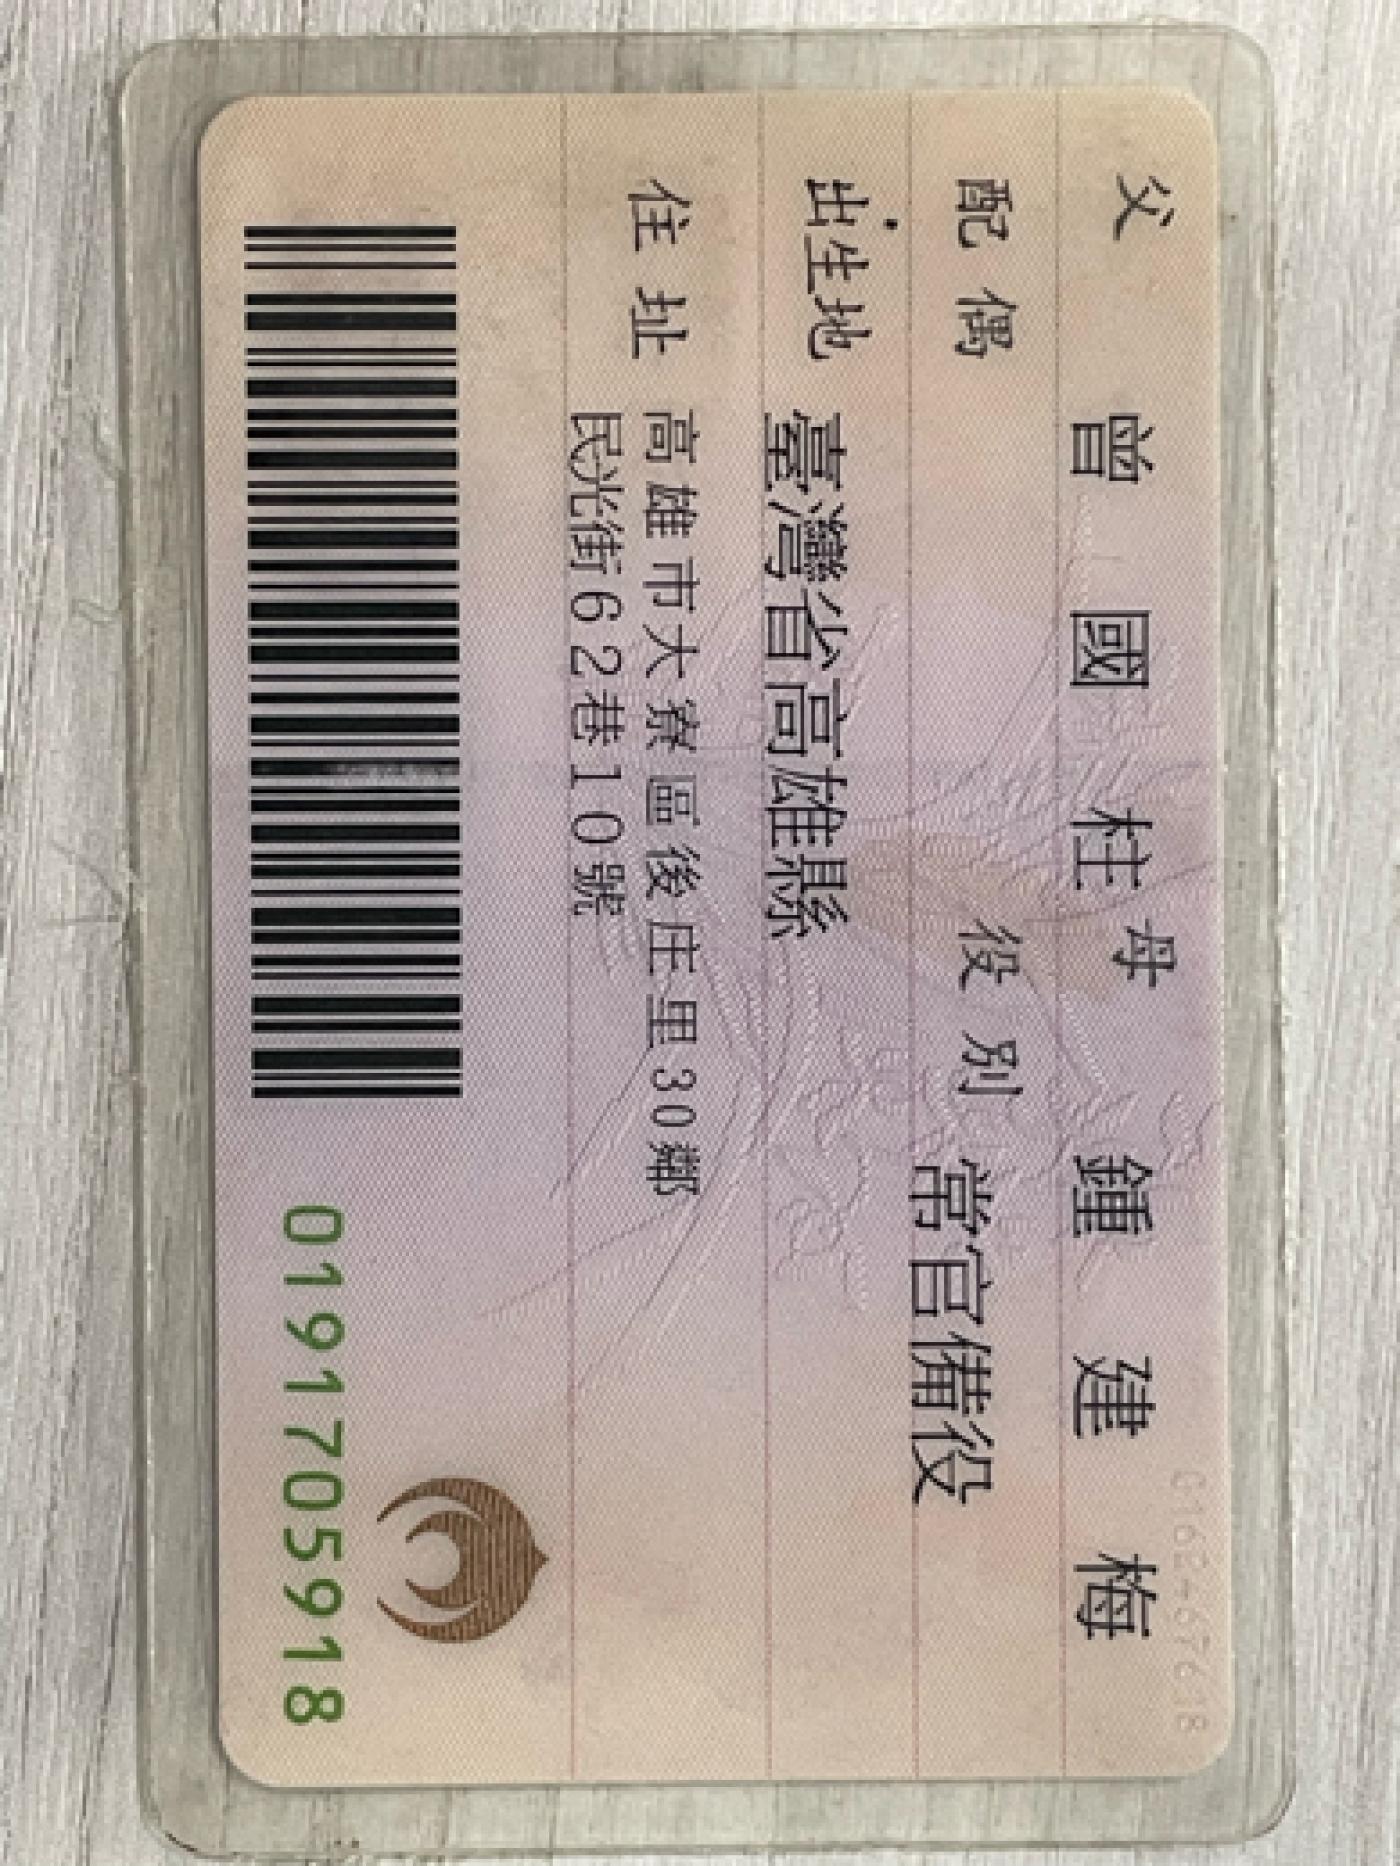 父 曾國柱 母 鍾建梅
配偶 役別 常官備役
出生地 臺灣省高雄縣
住址 高雄市大寮區後庄里30鄰
民光街62巷10號
0191705918